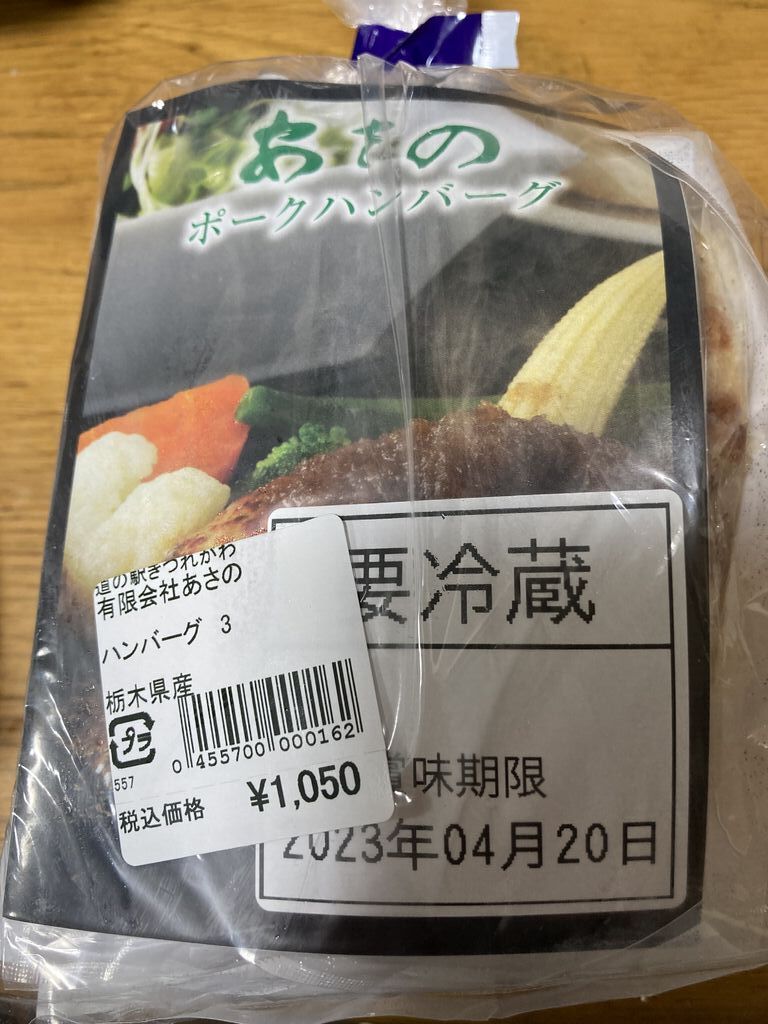 あさの
ポークハンバーグ
要冷蔵
賞味期限
2023年04月20日
道の駅きつれがわ
有限会社あさの
ハンバーグ 3
栃木県産
プラ
0 455700 000162
557
税込価格 ¥1,050